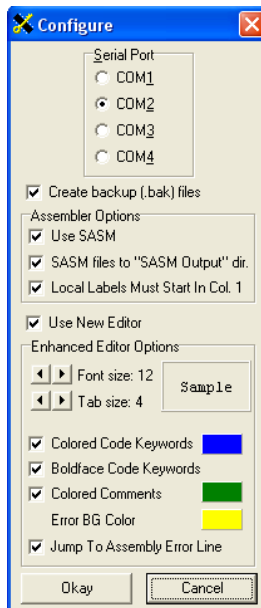 Configure
Serial Port
COM1
COM2
COM3
COM4
Create backup (.bak) files
Assembler Options
Use SASM
SASM files to "SASM Output" dir.
Local Labels Must Start In Col. 1
Use New Editor
Enhanced Editor Options
Font size: 12
Sample
Tab size: 4
Colored Code Keywords
Boldface Code Keywords
Colored Comments
Error BG Color
Jump To Assembly Error Line
Okay Cancel